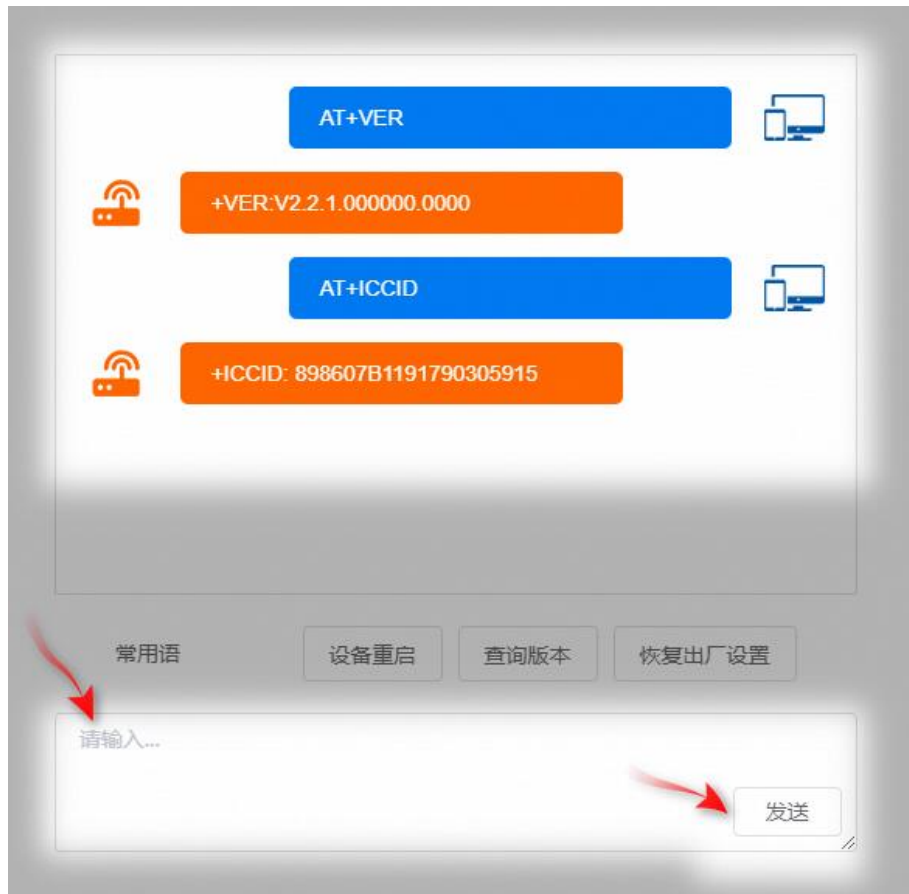 AT+VER
+VER:V2.2.1.000000.0000
AT+ICCID
+ICCID: 898607B1191790305915
常用语 设备重启 查询版本 恢复出厂设置
请输入...
发送